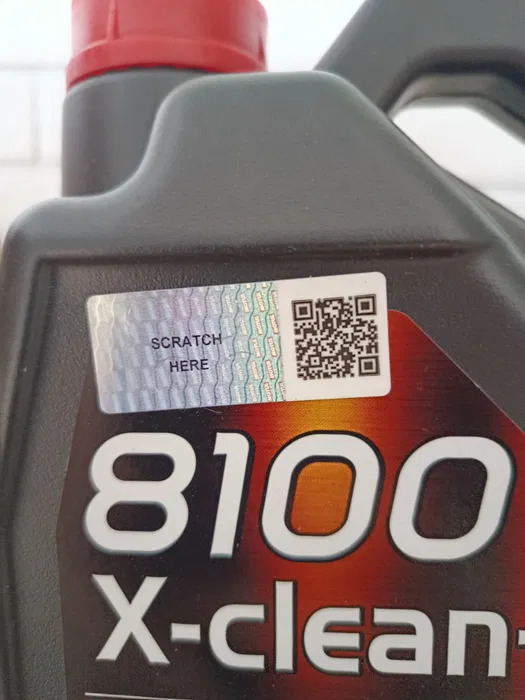 SCRATCH
HERE
8100
X-clean